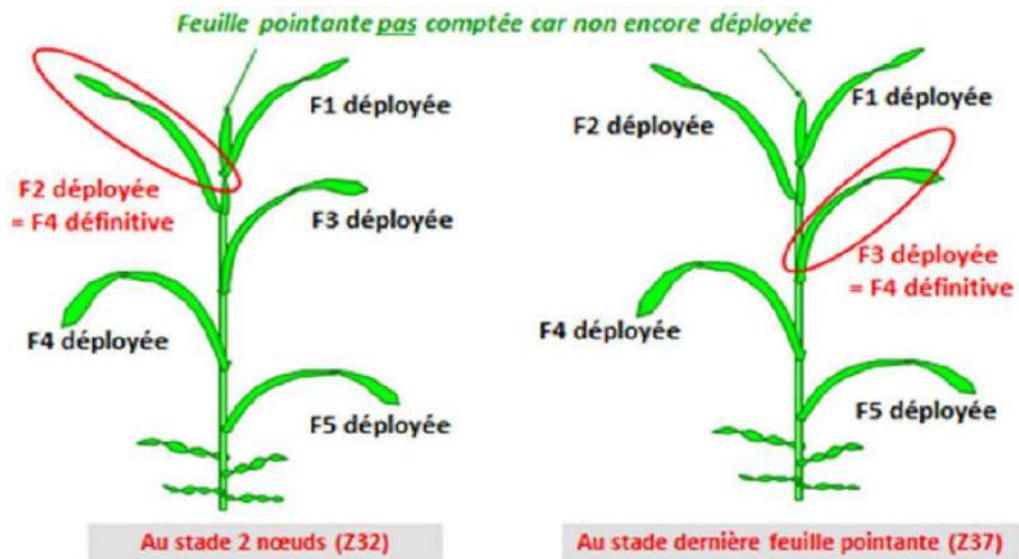 Feuille pointante pas comptée car non encore déployée
F1 déployée
F2 déployée
= F4 définitive
F3 déployée
F4 déployée
F5 déployée
Au stade 2 nœuds (Z32)
F1 déployée
F2 déployée
F3 déployée
= F4 définitive
F4 déployée
F5 déployée
Au stade dernière feuille pointante (Z37)